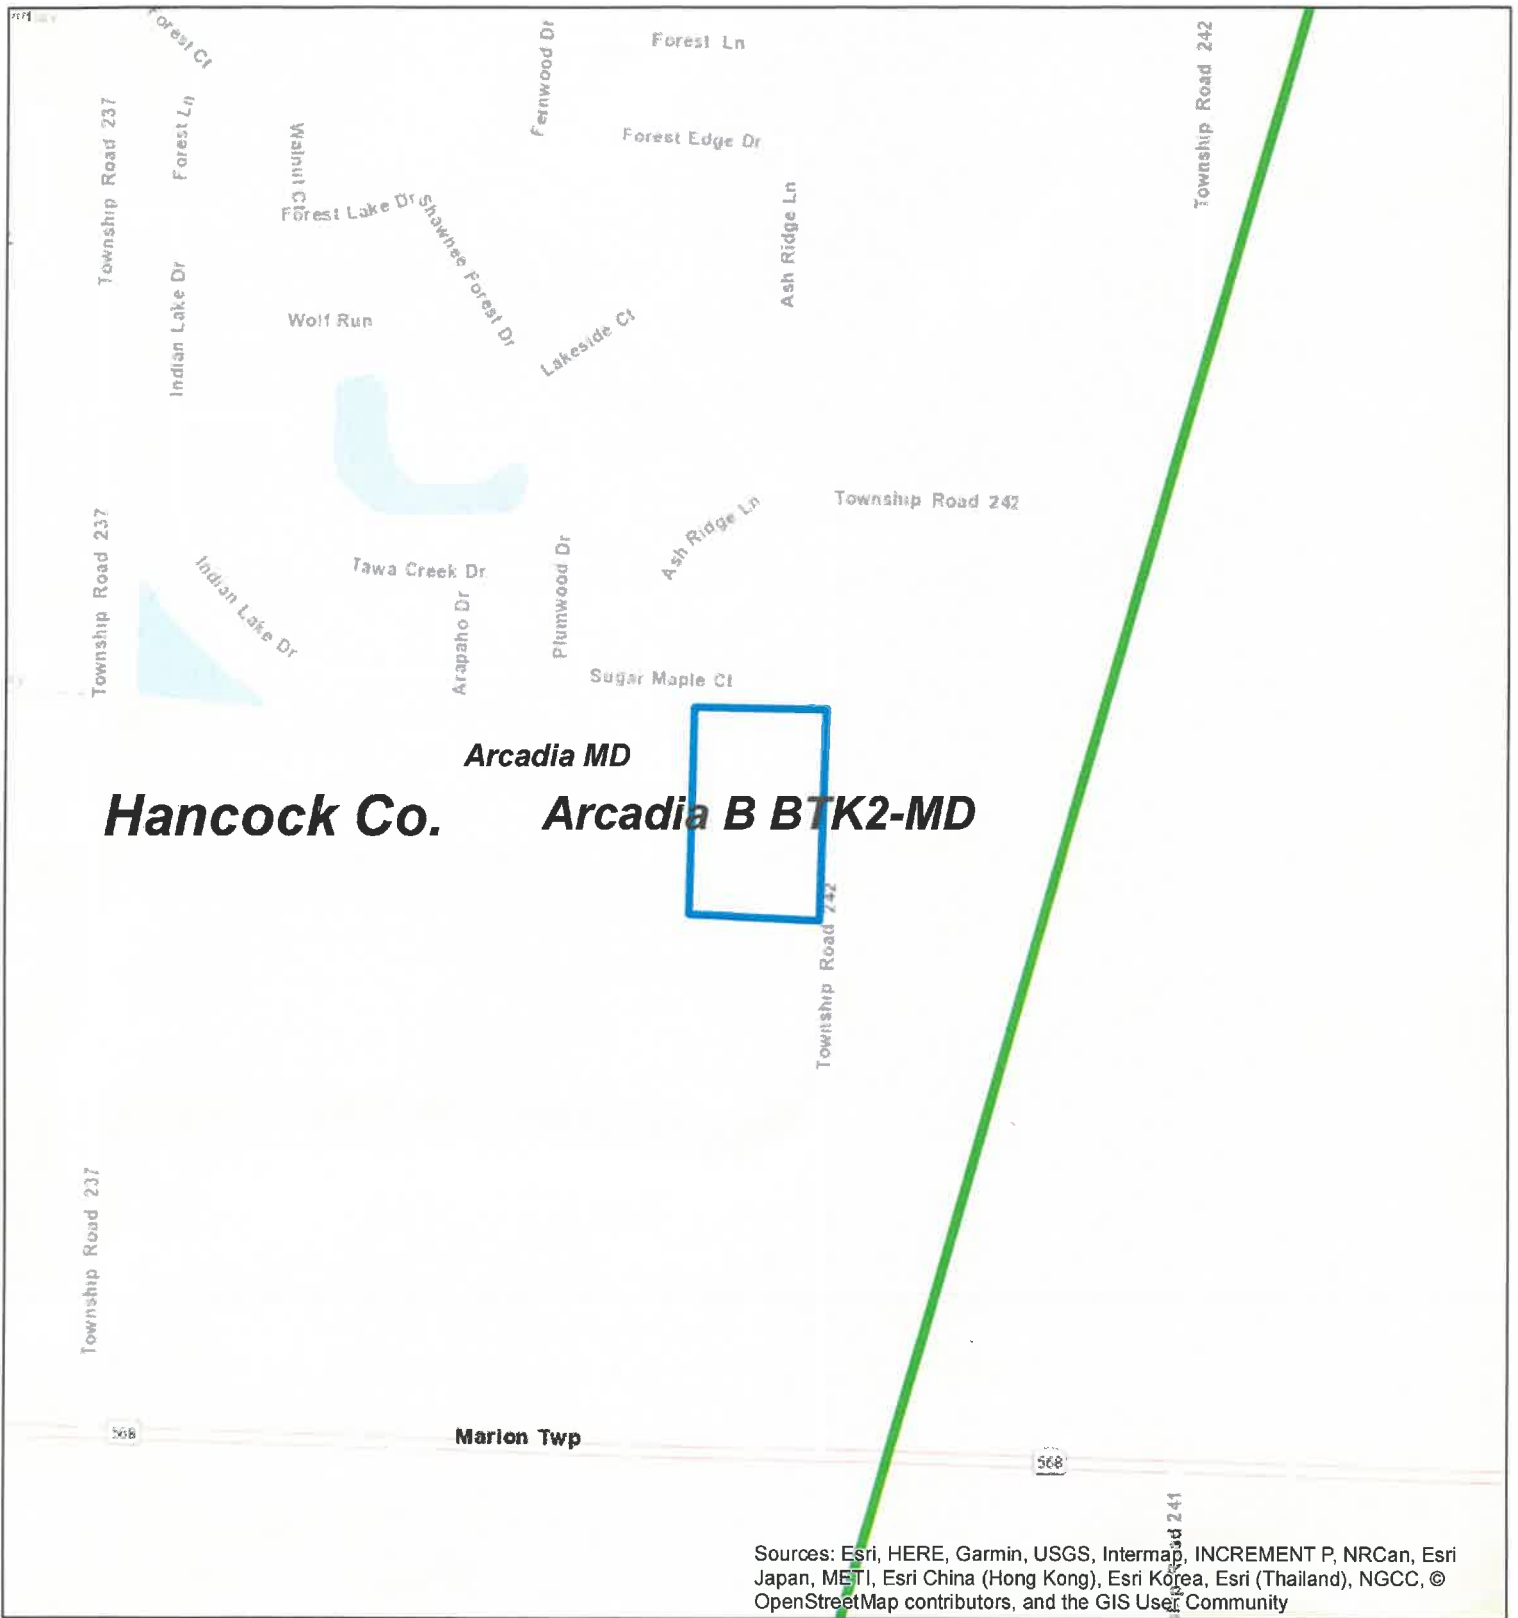 Forest Ct
Fernwood Dr
Forest Ln
Township Road 242
Township Road 237
Forest Ln
Walnut Ct
Forest Edge Dr
Forest Lake Dr
Shawnee Forest Dr
Ash Ridge Ln
Indian Lake Dr
Wolf Run
Lakeside Ct
Township Road 237
Ash Ridge Ln
Township Road 242
Indian Lake Dr
Tawa Creek Dr
Arapaho Dr
Plumwood Dr
Sugar Maple Ct
Arcadia MD
Hancock Co.
Arcadia B BTK2-MD
Township Road 242
Township Road 237
568
Marion Twp
568
241
Sources: Esri, HERE, Garmin, USGS, Intermap, INCREMENT P, NRCan, Esri
Japan, METI, Esri China (Hong Kong), Esri Korea, Esri (Thailand), NGCC, ©
OpenStreetMap contributors, and the GIS User Community